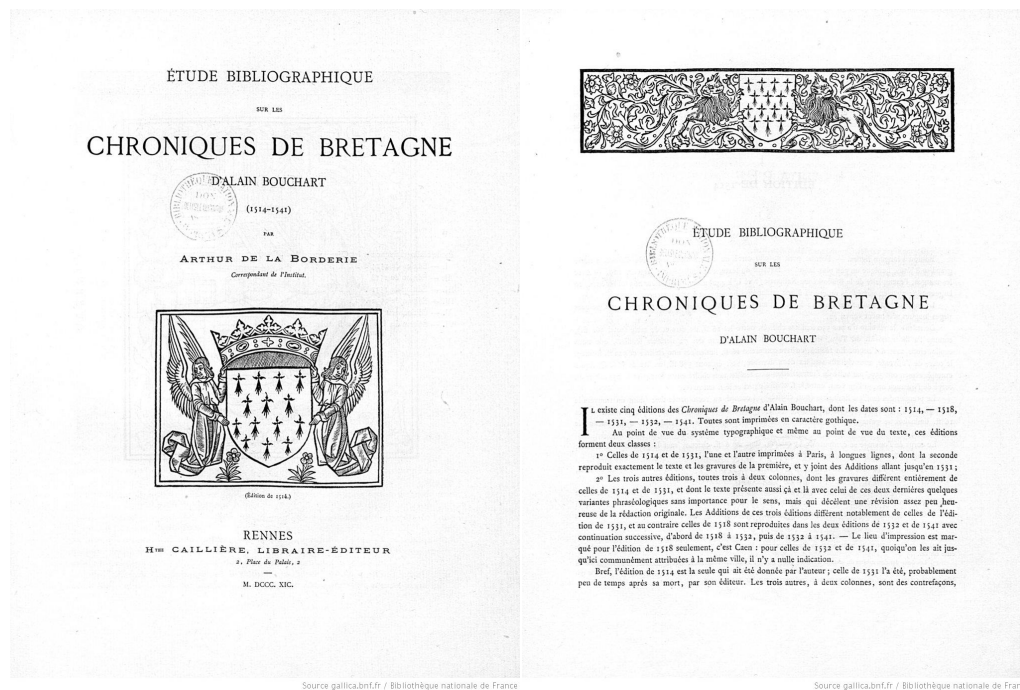 ÉTUDE BIBLIOGRAPHIQUE
SUR LES
CHRONIQUES DE BRETAGNE
D'ALAIN BOUCHART
(1514-1541)
PAR
ARTHUR DE LA BORDERIE
Correspondant de l'Institut.
(Édition de 1514.)
RENNES
Hᵀᴴᴱ CAILLIÈRE, LIBRAIRE-ÉDITEUR
2, Place du Palais, 2
M. DCCC. XIC.
Source gallica.bnf.fr / Bibliothèque nationale de France
ÉTUDE BIBLIOGRAPHIQUE
SUR LES
CHRONIQUES DE BRETAGNE
D'ALAIN BOUCHART
IL existe cinq éditions des Chroniques de Bretagne d'Alain Bouchart, dont les dates sont : 1514, — 1518,
— 1531, — 1532, — 1541. Toutes sont imprimées en caractère gothique.
Au point de vue du système typographique et même au point de vue du texte, ces éditions
forment deux classes :
1º Celles de 1514 et de 1531, l'une et l'autre imprimées à Paris, à longues lignes, dont la seconde
reproduit exactement le texte et les gravures de la première, et y joint des Additions allant jusqu'en 1531 ;
2º Les trois autres éditions, toutes trois à deux colonnes, dont les gravures diffèrent entièrement de
celles de 1514 et de 1531, et dont le texte présente aussi çà et là avec celui de ces deux dernières quelques
variantes phraséologiques sans importance pour le sens, mais qui décèlent une révision assez peu heu-
reuse de la rédaction originale. Les Additions de ces trois éditions diffèrent notablement de celles de l'édi-
tion de 1531, et au contraire celles de 1518 sont reproduites dans les deux éditions de 1532 et de 1541 avec
continuation successive, d'abord de 1518 à 1532, puis de 1532 à 1541. — Le lieu d'impression est mar-
qué pour l'édition de 1518 seulement, c'est Caen : pour celles de 1532 et de 1541, quoiqu'on les ait jus-
qu'ici communément attribuées à la même ville, il n'y a nulle indication.
Bref, l'édition de 1514 est la seule qui ait été donnée par l'auteur ; celle de 1531 l'a été, probablement
peu de temps après sa mort, par son éditeur. Les trois autres, à deux colonnes, sont des contrefaçons,
Source gallica.bnf.fr / Bibliothèque nationale de Franc